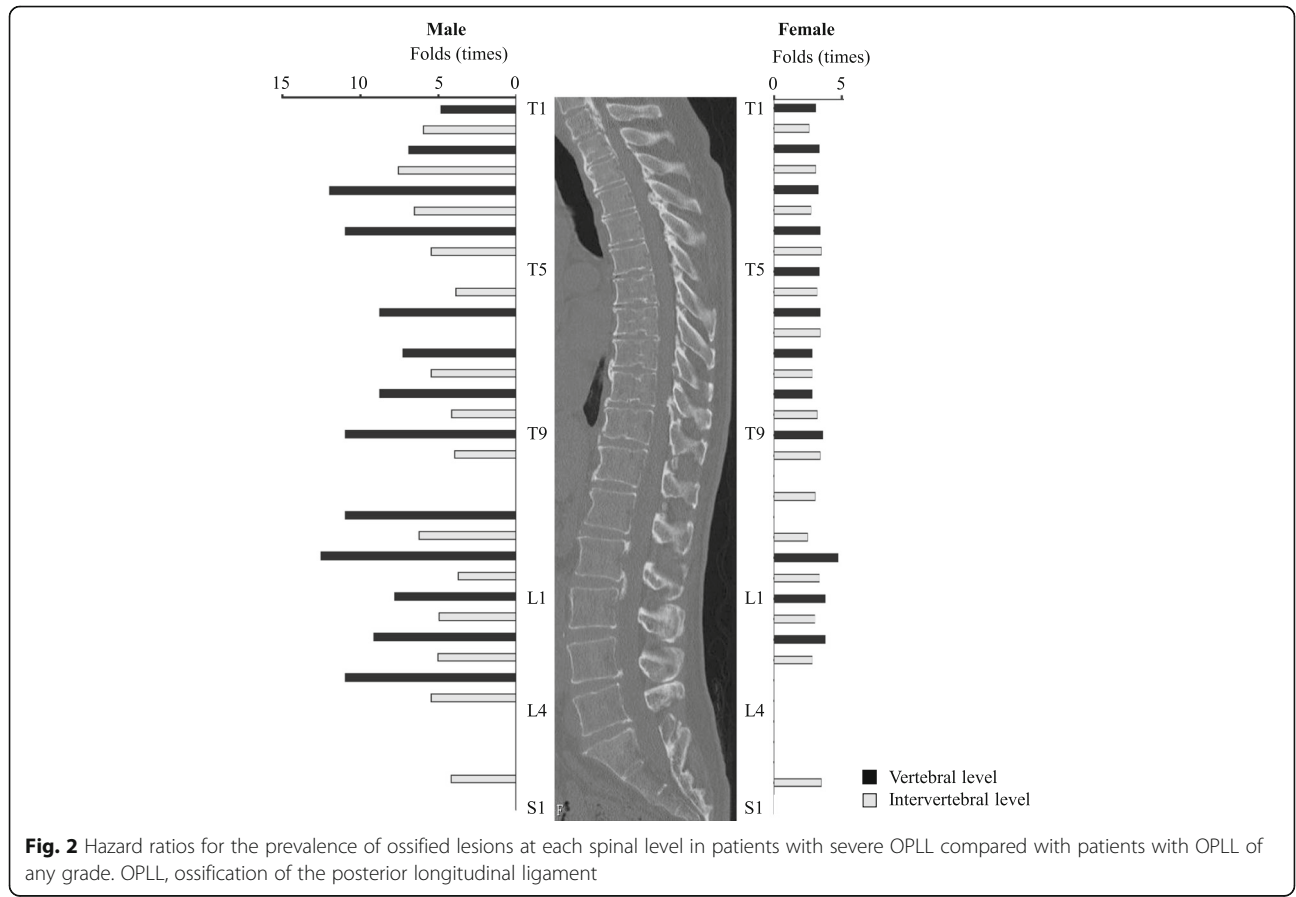 Male
Folds (times)
15 10 5 0
Female
Folds (times)
0 5
T1 T1
T5 T5
T9 T9
L1 L1
L4 L4
S1 S1
Vertebral level
Intervertebral level
Fig. 2 Hazard ratios for the prevalence of ossified lesions at each spinal level in patients with severe OPLL compared with patients with OPLL of
any grade. OPLL, ossification of the posterior longitudinal ligament